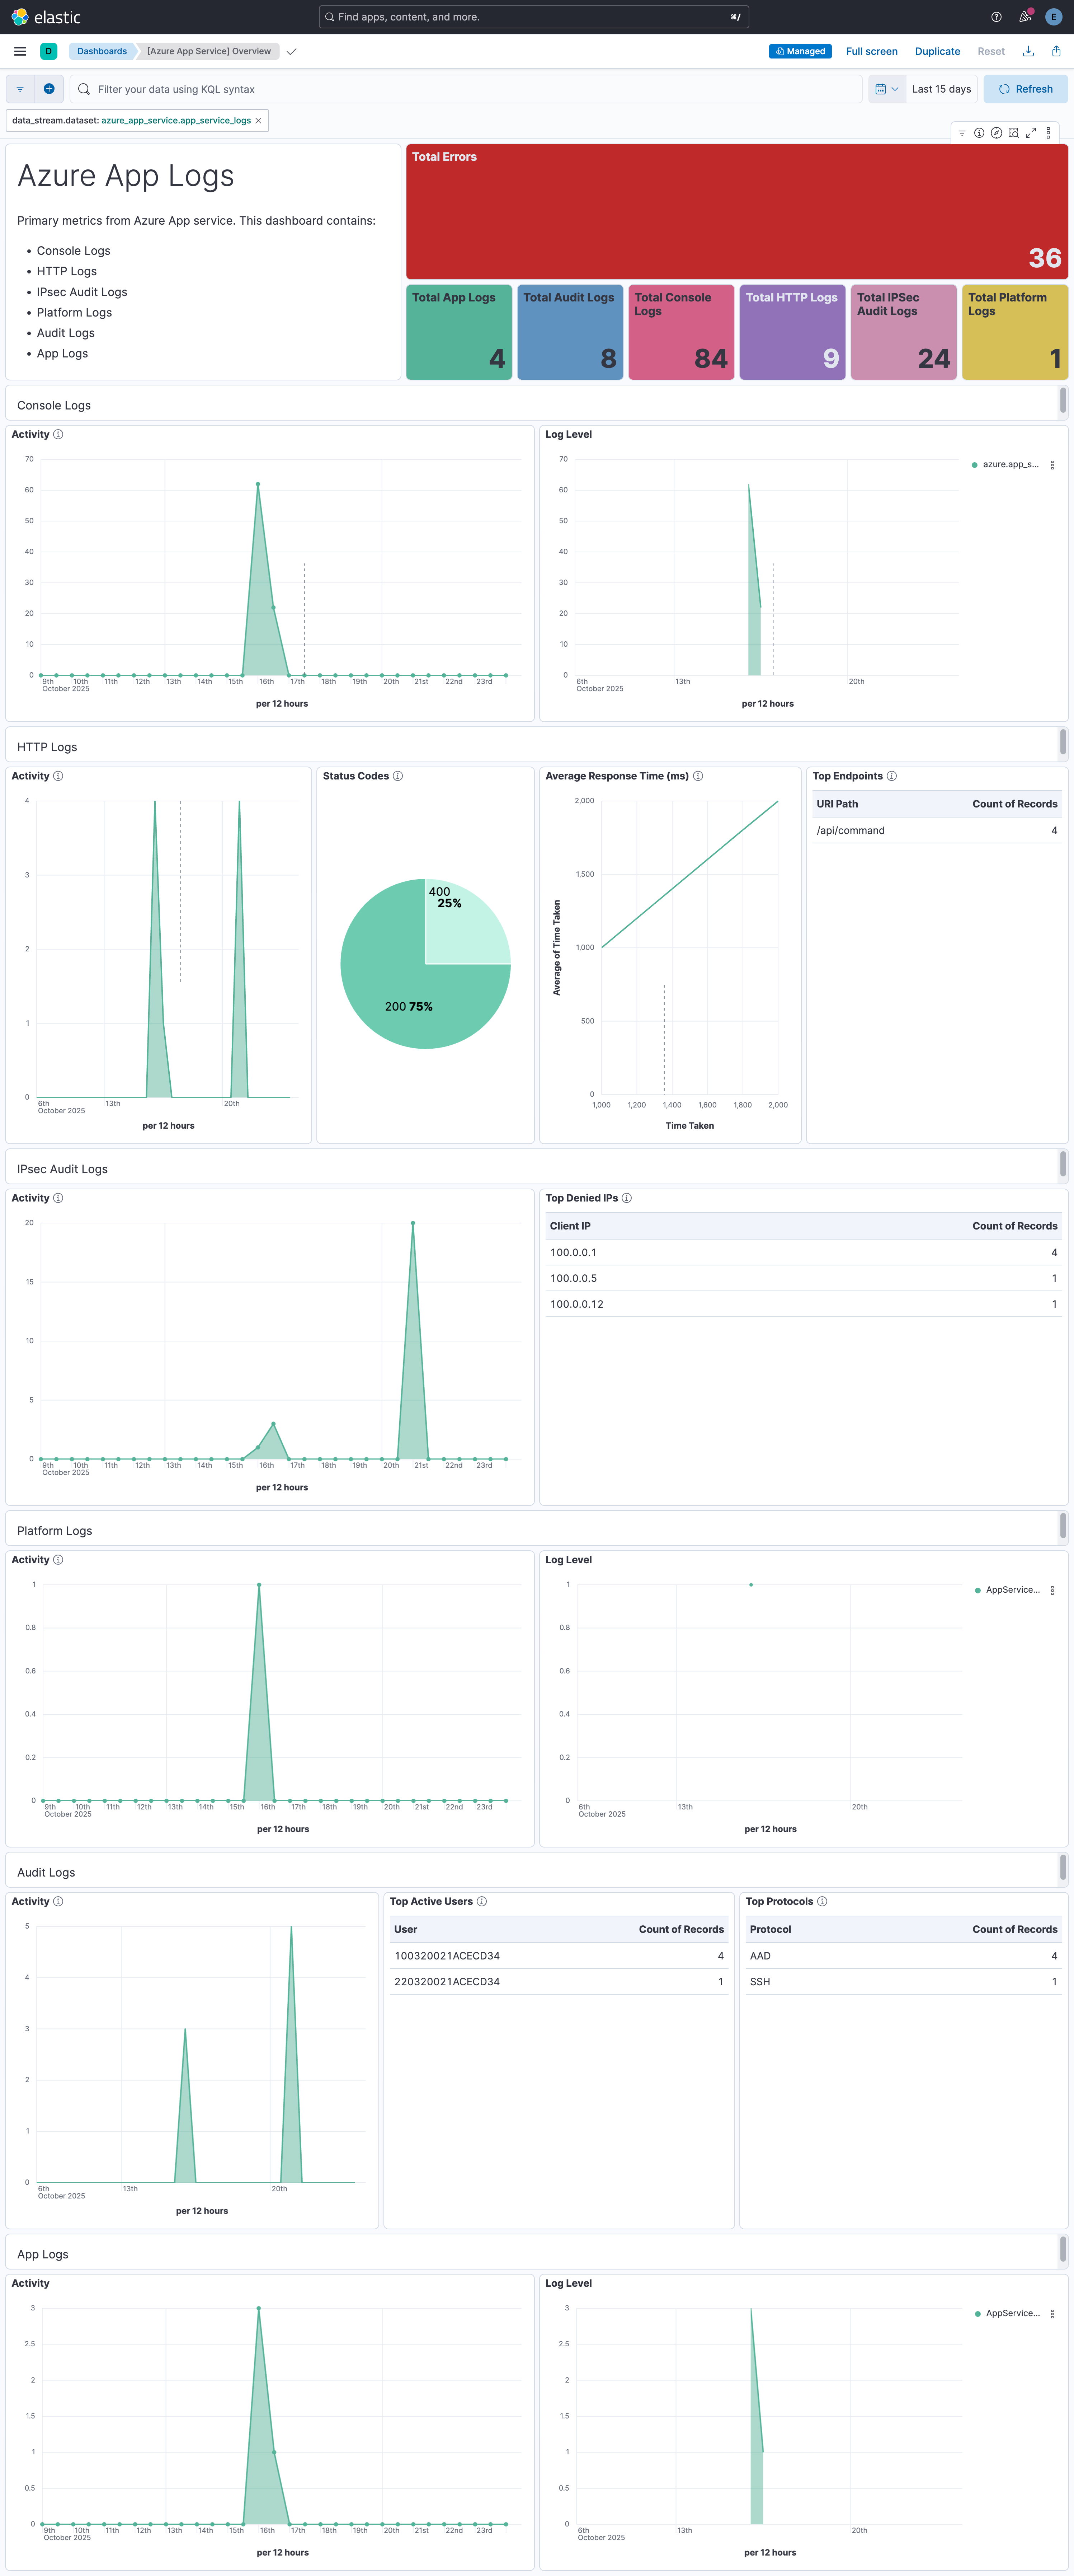 elastic
Find apps, content, and more.
⌘/
E
D
Dashboards
[Azure App Service] Overview
Managed
Full screen
Duplicate
Reset
Filter your data using KQL syntax
Last 15 days
Refresh
data_stream.dataset: azure_app_service.app_service_logs ×
Azure App Logs
Primary metrics from Azure App service. This dashboard contains:
• Console Logs
• HTTP Logs
• IPsec Audit Logs
• Platform Logs
• Audit Logs
• App Logs
Total Errors
36
Total App Logs
4
Total Audit Logs
8
Total Console
Logs
84
Total HTTP Logs
9
Total IPSec
Audit Logs
24
Total Platform
Logs
1
Console Logs
Activity
70
60
50
40
30
20
10
0
9th 10th 11th 12th 13th 14th 15th 16th 17th 18th 19th 20th 21st 22nd 23rd
October 2025
per 12 hours
Log Level
70
60
50
40
30
20
10
0
6th 13th 20th
October 2025
per 12 hours
azure.app_s...
HTTP Logs
Activity
4
3
2
1
0
6th 13th 20th
October 2025
per 12 hours
Status Codes
400
25%
200 75%
Average Response Time (ms)
2,000
1,500
1,000
500
0
Average of Time Taken
1,000 1,200 1,400 1,600 1,800 2,000
Time Taken
Top Endpoints
URI Path Count of Records
/api/command 4
IPsec Audit Logs
Activity
20
15
10
5
0
9th 10th 11th 12th 13th 14th 15th 16th 17th 18th 19th 20th 21st 22nd 23rd
October 2025
per 12 hours
Top Denied IPs
Client IP Count of Records
100.0.0.1 4
100.0.0.5 1
100.0.0.12 1
Platform Logs
Activity
1
0.8
0.6
0.4
0.2
0
9th 10th 11th 12th 13th 14th 15th 16th 17th 18th 19th 20th 21st 22nd 23rd
October 2025
per 12 hours
Log Level
1
0.8
0.6
0.4
0.2
0
6th 13th 20th
October 2025
per 12 hours
AppService...
Audit Logs
Activity
5
4
3
2
1
0
6th 13th 20th
October 2025
per 12 hours
Top Active Users
User Count of Records
100320021ACECD34 4
220320021ACECD34 1
Top Protocols
Protocol Count of Records
AAD 4
SSH 1
App Logs
Activity
3
2.5
2
1.5
1
0.5
0
9th 10th 11th 12th 13th 14th 15th 16th 17th 18th 19th 20th 21st 22nd 23rd
October 2025
per 12 hours
Log Level
3
2.5
2
1.5
1
0.5
0
6th 13th 20th
October 2025
per 12 hours
AppService...